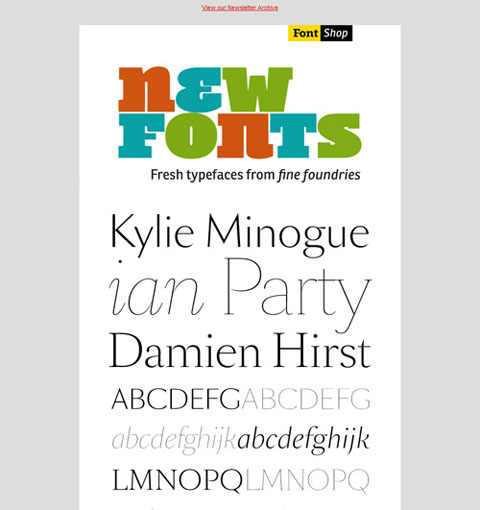 View our Newsletter Archive
Font Shop
NEW
FONTS
Fresh typefaces from fine foundries
Kylie Minogue
ian Party
Damien Hirst
ABCDEFGABCDEFG
abcdefghijkabcdefghijk
LMNOPQLMNOPQ